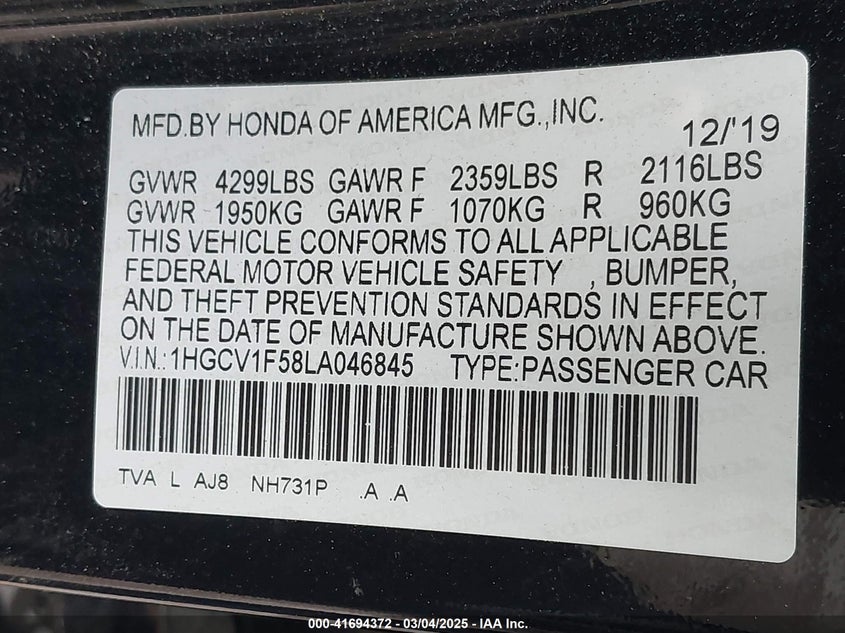 MFD.BY HONDA OF AMERICA MFG.,INC.
12/'19
GVWR 4299LBS GAWR F 2359LBS R 2116LBS
GVWR 1950KG GAWR F 1070KG R 960KG
THIS VEHICLE CONFORMS TO ALL APPLICABLE
FEDERAL MOTOR VEHICLE SAFETY , BUMPER,
AND THEFT PREVENTION STANDARDS IN EFFECT
ON THE DATE OF MANUFACTURE SHOWN ABOVE.
V.I.N.:1HGCV1F58LA046845 TYPE:PASSENGER CAR
TVA L AJ8 NH731P .A .A
000-41694372 - 03/04/2025 - IAA Inc.